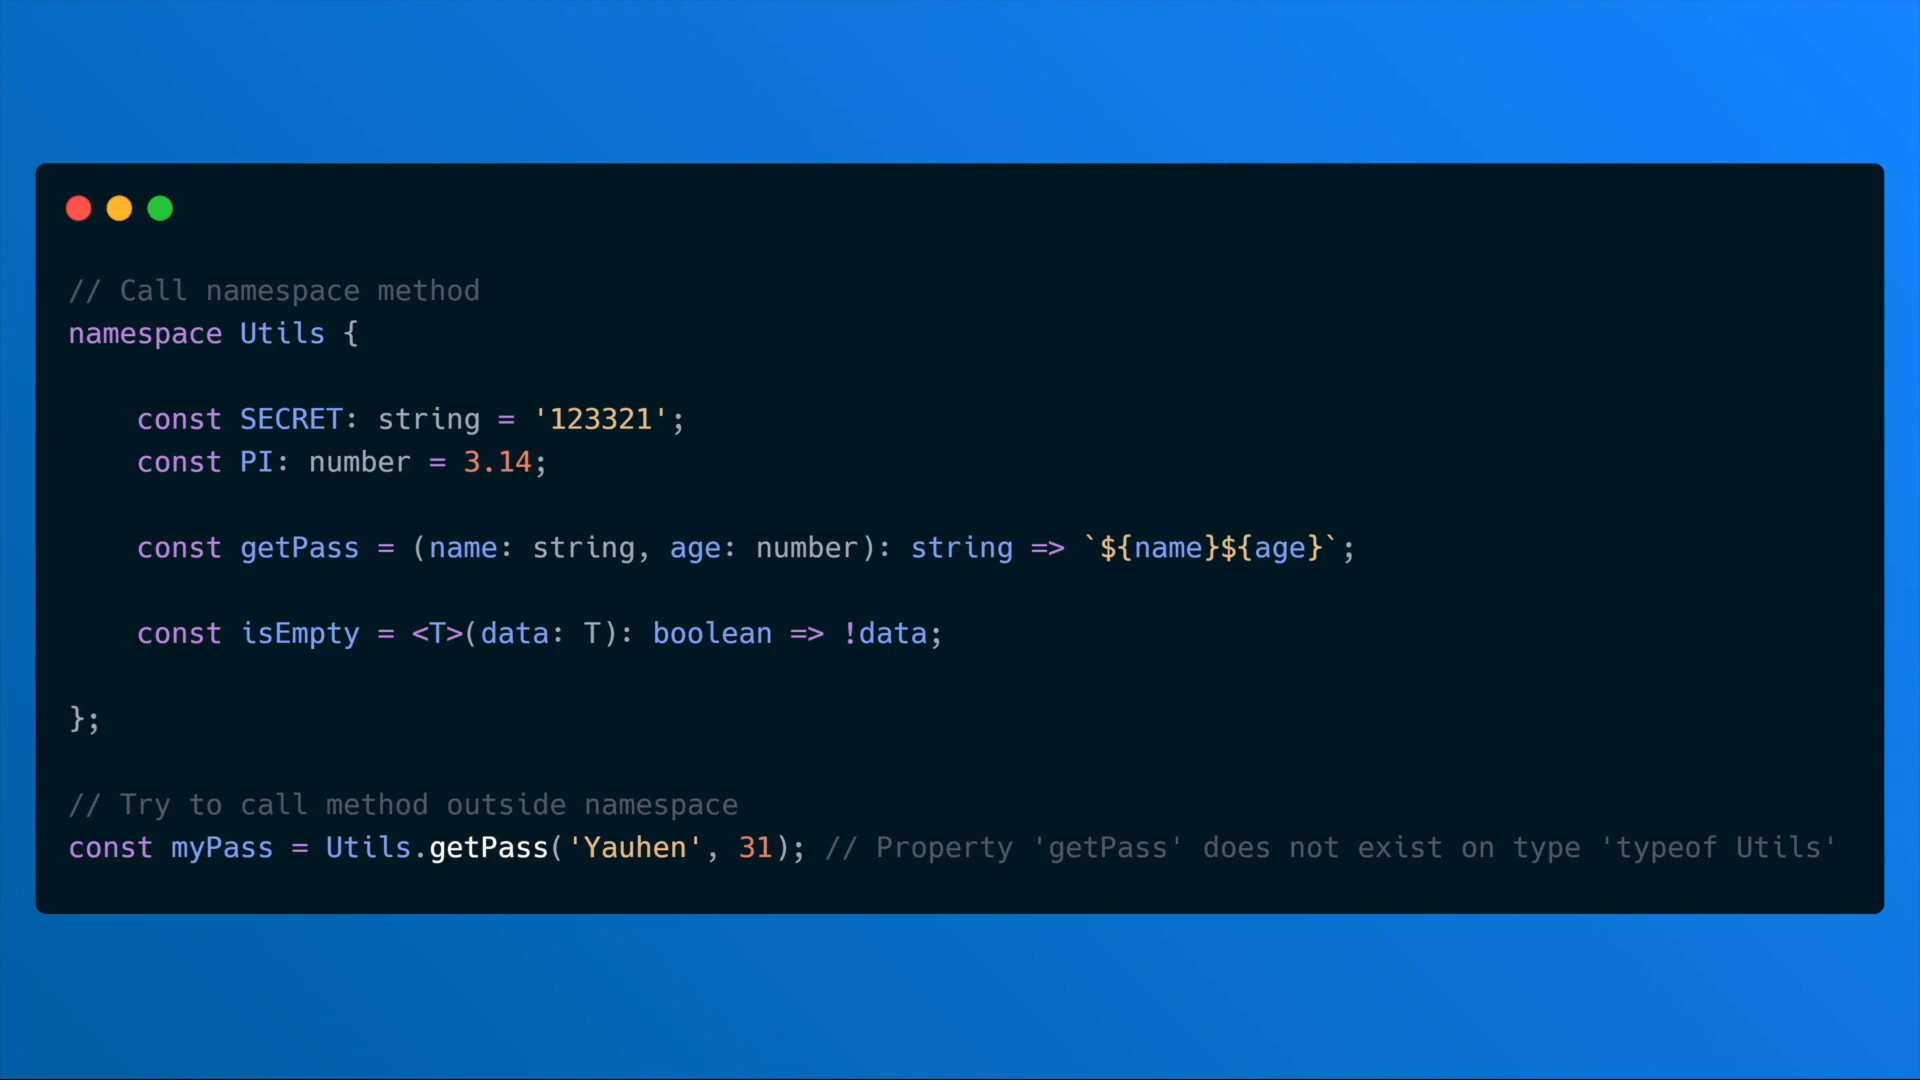 // Call namespace method
namespace Utils {
const SECRET: string = '123321';
const PI: number = 3.14;
const getPass = (name: string, age: number): string => `${name}${age}`;
const isEmpty = <T>(data: T): boolean => !data;
};
// Try to call method outside namespace
const myPass = Utils.getPass('Yauhen', 31); // Property 'getPass' does not exist on type 'typeof Utils'